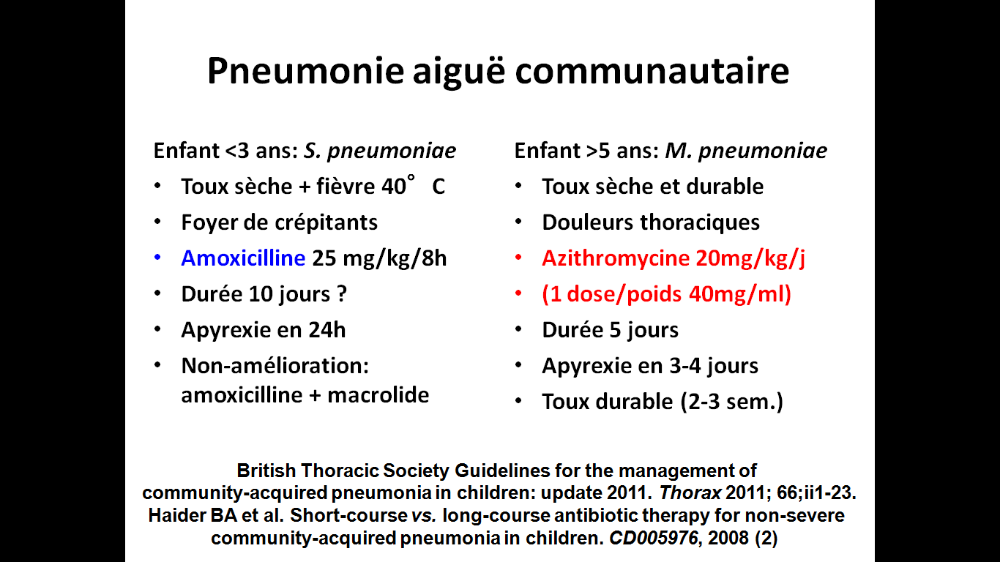 Pneumonie aiguë communautaire
Enfant <3 ans: S. pneumoniae
• Toux sèche + fièvre 40° C
• Foyer de crépitants
• Amoxicilline 25 mg/kg/8h
• Durée 10 jours ?
• Apyrexie en 24h
• Non-amélioration:
amoxicilline + macrolide
Enfant >5 ans: M. pneumoniae
• Toux sèche et durable
• Douleurs thoraciques
• Azithromycine 20mg/kg/j
• (1 dose/poids 40mg/ml)
• Durée 5 jours
• Apyrexie en 3-4 jours
• Toux durable (2-3 sem.)
British Thoracic Society Guidelines for the management of
community-acquired pneumonia in children: update 2011. Thorax 2011; 66;ii1-23.
Haider BA et al. Short-course vs. long-course antibiotic therapy for non-severe
community-acquired pneumonia in children. CD005976, 2008 (2)